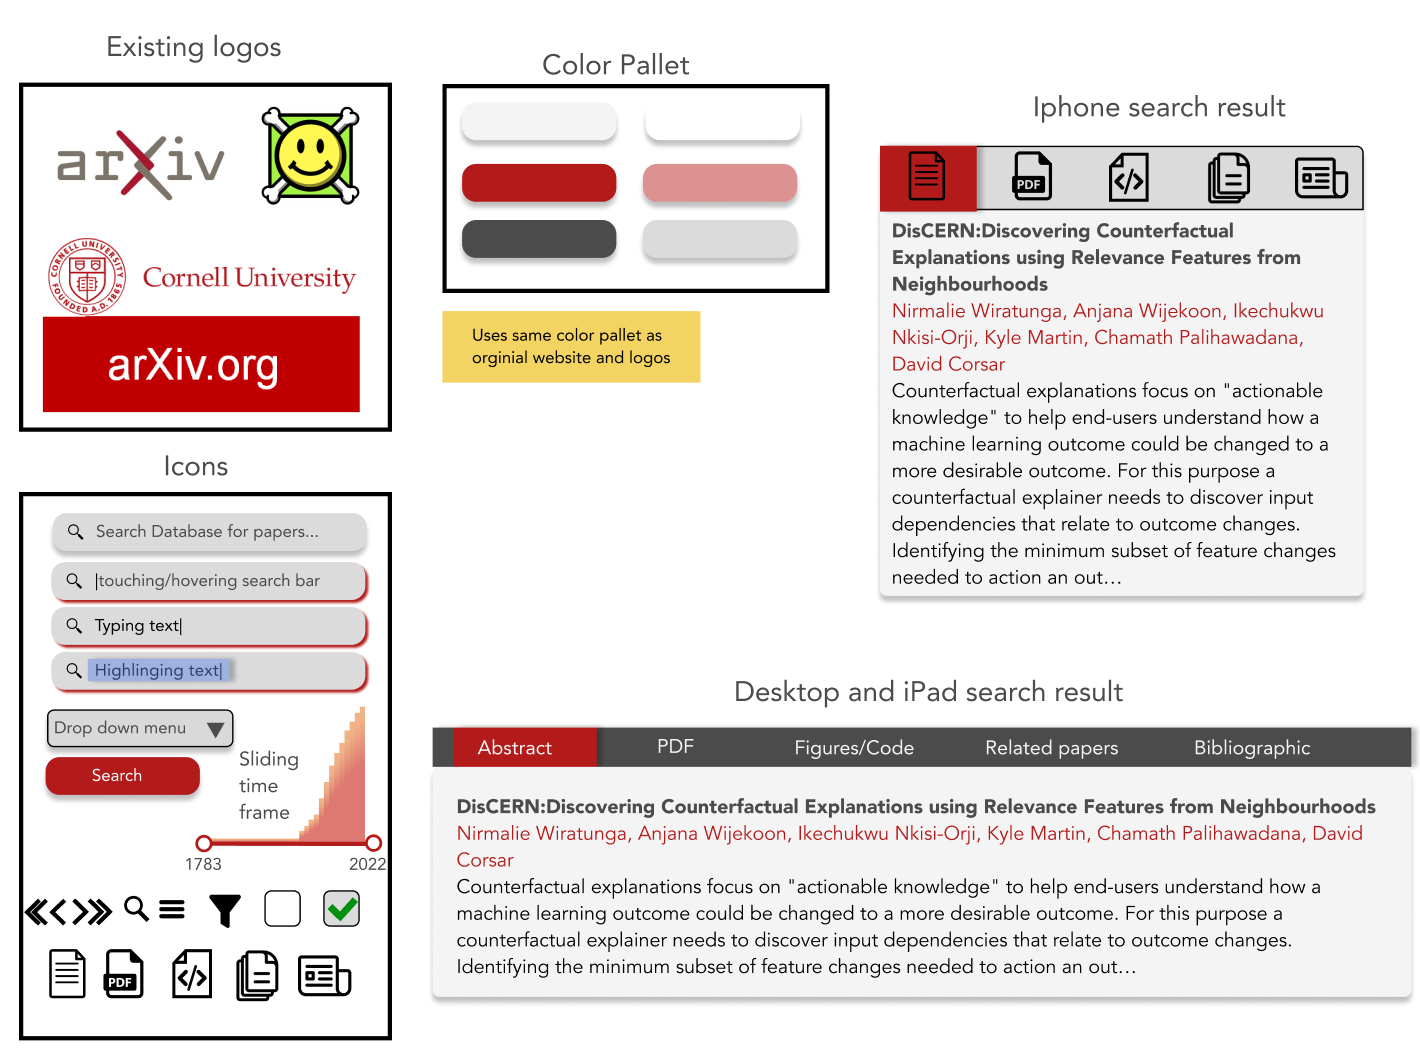 Existing logos
arXiv
CORNELL UNIVERSITY
FOUNDED A.D. 1865
Cornell University
arXiv.org
Color Pallet
Uses same color pallet as
orginial website and logos
Iphone search result
PDF
DisCERN:Discovering Counterfactual
Explanations using Relevance Features from
Neighbourhoods
Nirmalie Wiratunga, Anjana Wijekoon, Ikechukwu
Nkisi-Orji, Kyle Martin, Chamath Palihawadana,
David Corsar
Counterfactual explanations focus on "actionable
knowledge" to help end-users understand how a
machine learning outcome could be changed to a
more desirable outcome. For this purpose a
counterfactual explainer needs to discover input
dependencies that relate to outcome changes.
Identifying the minimum subset of feature changes
needed to action an out...
Icons
Search Database for papers...
|touching/hovering search bar
Typing text|
Highlinging text|
Drop down menu
Search
Sliding
time
frame
1783 2022
PDF
Desktop and iPad search result
Abstract PDF Figures/Code Related papers Bibliographic
DisCERN:Discovering Counterfactual Explanations using Relevance Features from Neighbourhoods
Nirmalie Wiratunga, Anjana Wijekoon, Ikechukwu Nkisi-Orji, Kyle Martin, Chamath Palihawadana, David
Corsar
Counterfactual explanations focus on "actionable knowledge" to help end-users understand how a
machine learning outcome could be changed to a more desirable outcome. For this purpose a
counterfactual explainer needs to discover input dependencies that relate to outcome changes.
Identifying the minimum subset of feature changes needed to action an out...